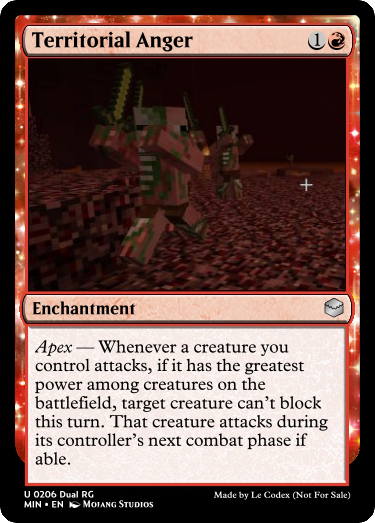 Territorial Anger 1
Enchantment
Apex — Whenever a creature you
control attacks, if it has the greatest
power among creatures on the
battlefield, target creature can't block
this turn. That creature attacks during
its controller's next combat phase if
able.
U 0206 Dual RG
MIN • EN Mojang Studios
Made by Le Codex (Not For Sale)